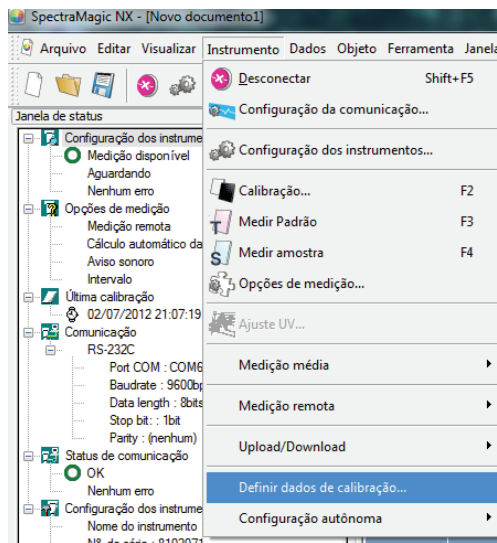 SpectraMagic NX - [Novo documento1]
Arquivo Editar Visualizar Instrumento Dados Objeto Ferramenta Janela
Janela de status
Configuração dos instrume
Medição disponível
Aguardando
Nenhum erro
Opções de medição
Medição remota
Cálculo automático da
Aviso sonoro
Intervalo
Última calibração
02/07/2012 21:07:19
Comunicação
RS-232C
Port COM : COM6
Baudrate : 9600bp
Data length : 8bits
Stop bit: : 1bit
Parity : (nenhum)
Status de comunicação
OK
Nenhum erro
Configuração dos instrume
Nome do instrumento
Desconectar Shift+F5
Configuração da comunicação...
Configuração dos instrumentos...
Calibração... F2
Medir Padrão F3
Medir amostra F4
Opções de medição...
Ajuste UV...
Medição média
Medição remota
Upload/Download
Definir dados de calibração...
Configuração autônoma